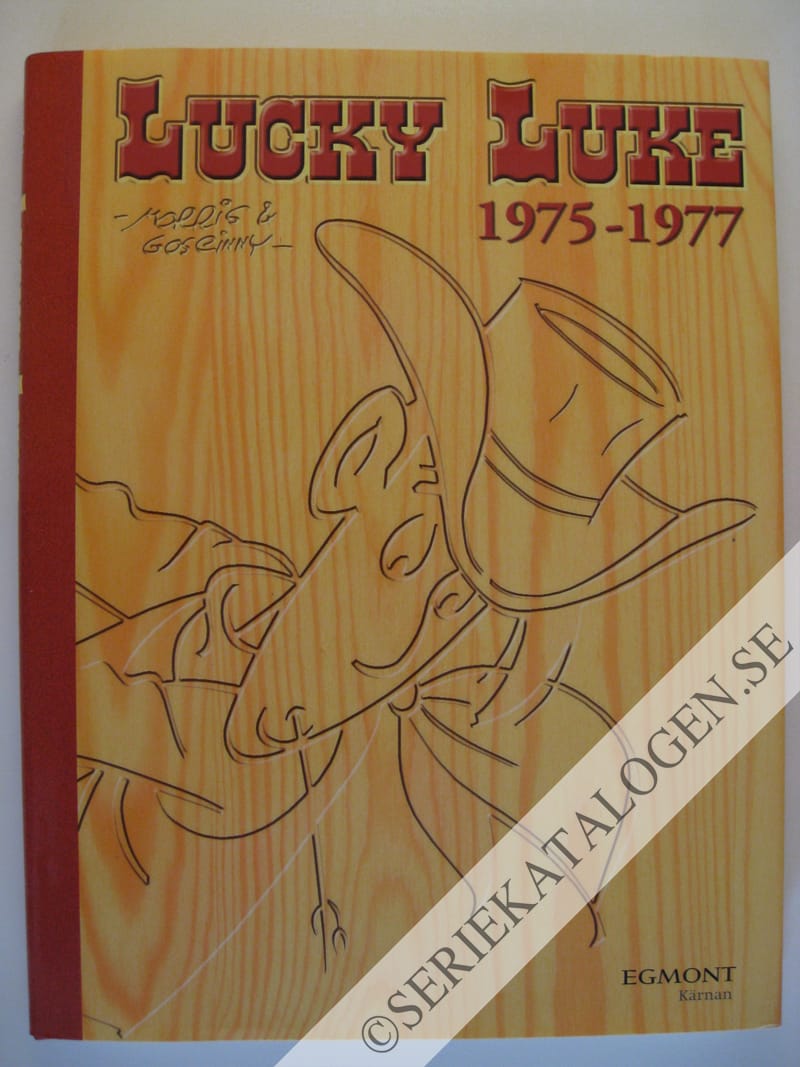 LUCKY LUKE
1975-1977
-MORRIS &
GOSCINNY-
©SERIEKATALOGEN.SE
EGMONT
Kärnan